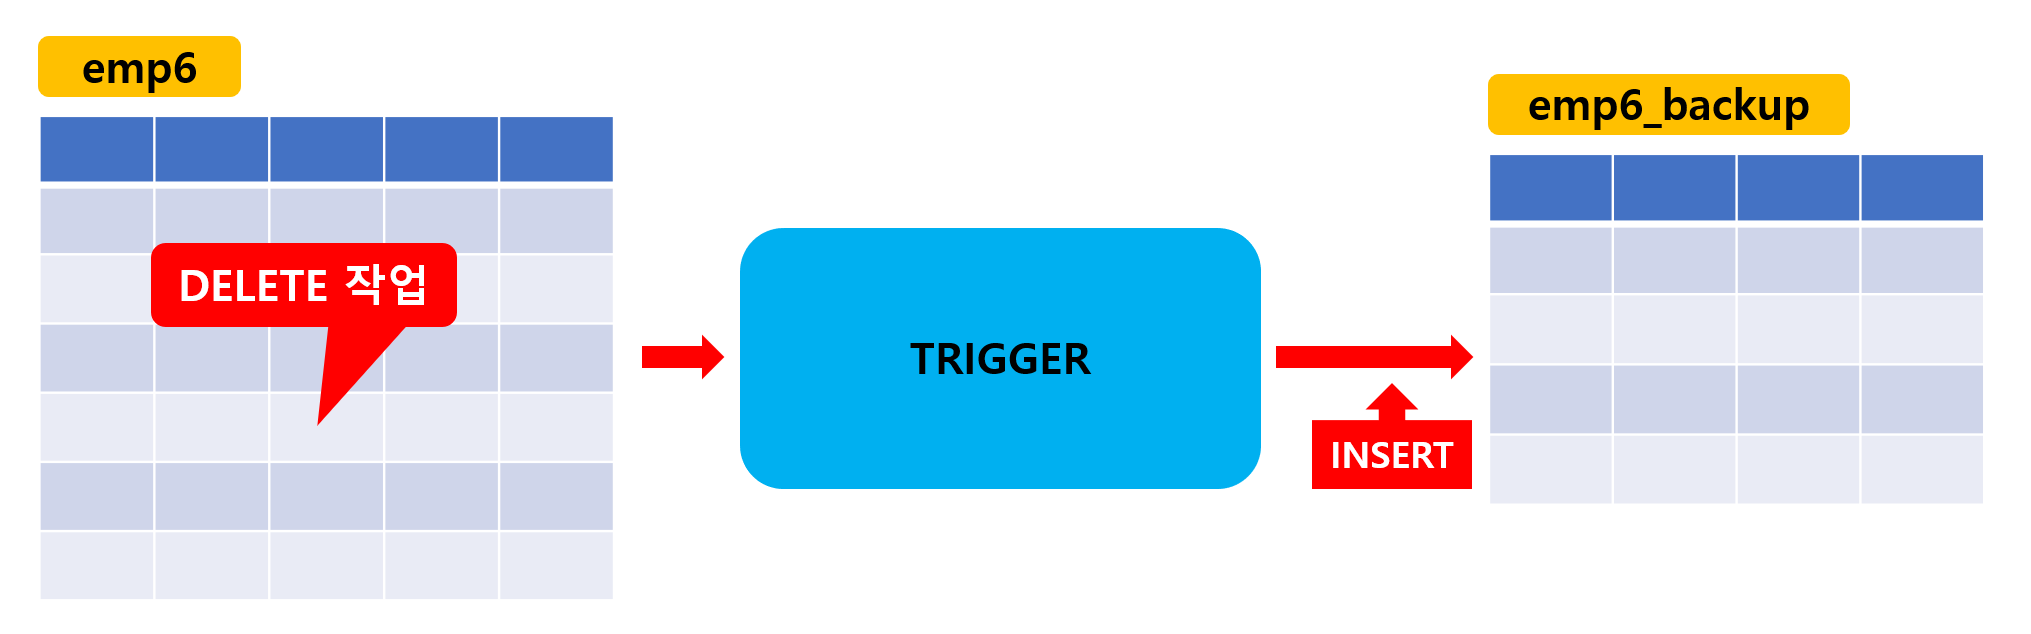 emp6
emp6_backup
DELETE 작업
TRIGGER
INSERT